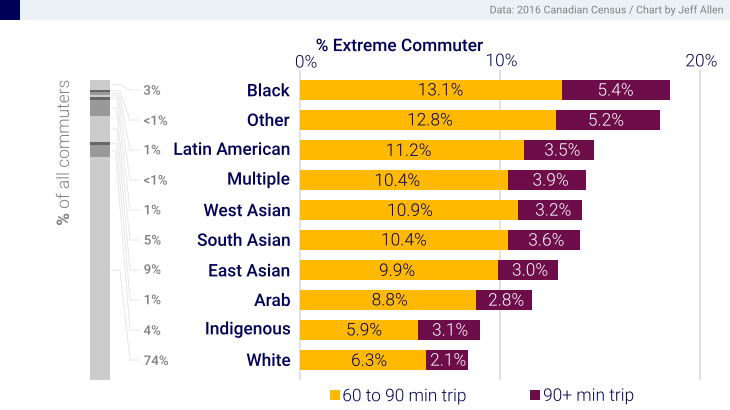 Data: 2016 Canadian Census / Chart by Jeff Allen
% Extreme Commuter
0% 10% 20%
% of all commuters
3% Black 13.1% 5.4%
<1% Other 12.8% 5.2%
1% Latin American 11.2% 3.5%
<1% Multiple 10.4% 3.9%
1% West Asian 10.9% 3.2%
5% South Asian 10.4% 3.6%
9% East Asian 9.9% 3.0%
1% Arab 8.8% 2.8%
4% Indigenous 5.9% 3.1%
74% White 6.3% 2.1%
60 to 90 min trip 90+ min trip